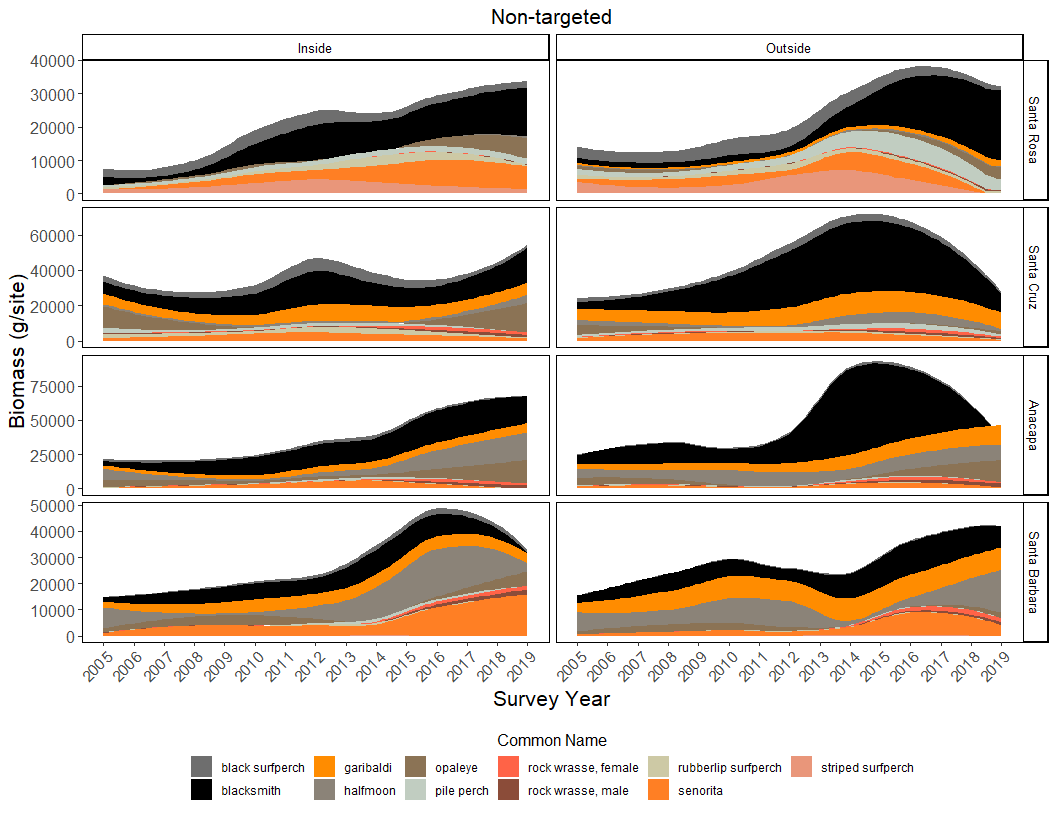 Non-targeted
Inside
Outside
40000
30000
20000
10000
0
Santa Rosa
60000
40000
20000
0
Santa Cruz
75000
50000
25000
0
Anacapa
50000
40000
30000
20000
10000
0
Santa Barbara
Biomass (g/site)
2005 2006 2007 2008 2009 2010 2011 2012 2013 2014 2015 2016 2017 2018 2019
2005 2006 2007 2008 2009 2010 2011 2012 2013 2014 2015 2016 2017 2018 2019
Survey Year
Common Name
black surfperch garibaldi opaleye rock wrasse, female rubberlip surfperch striped surfperch
blacksmith halfmoon pile perch rock wrasse, male senorita